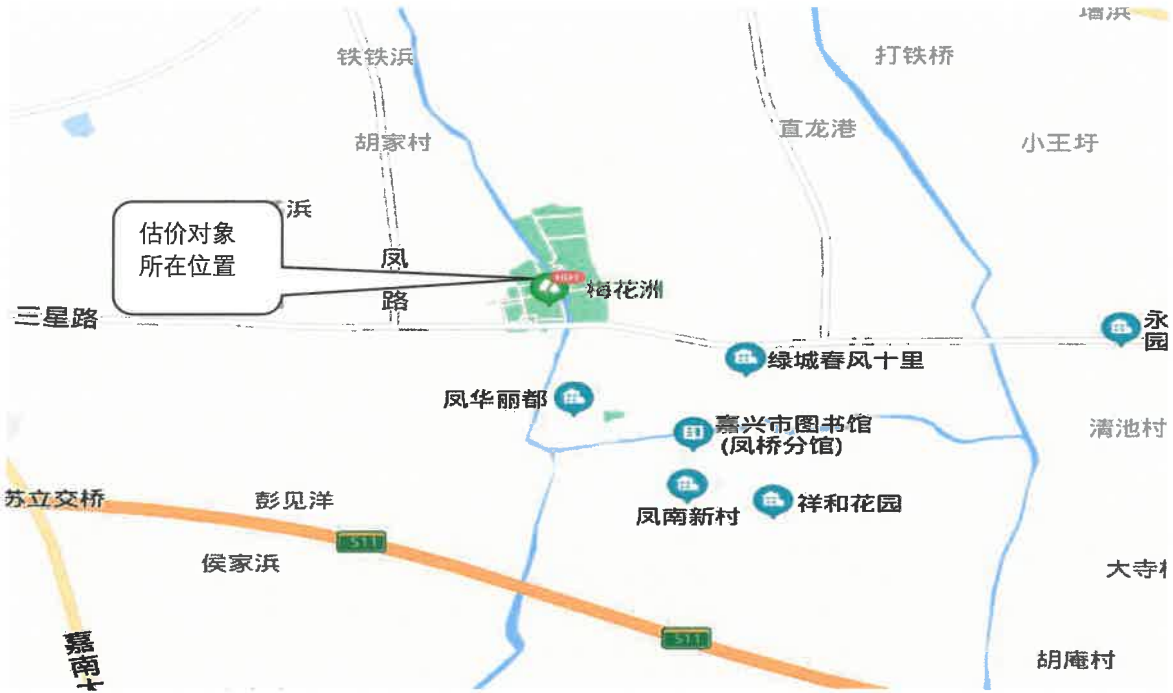 墙浜
铁铁浜
打铁桥
直龙港
胡家村
小王圩
浜
估价对象
所在位置
凤
路
梅花洲
三星路
永
园
绿城春风十里
凤华丽都
嘉兴市图书馆
(凤桥分馆)
清池村
苏立交桥
彭见洋
凤南新村
祥和花园
S11
侯家浜
大寺
S11
嘉
南
大
胡庵村